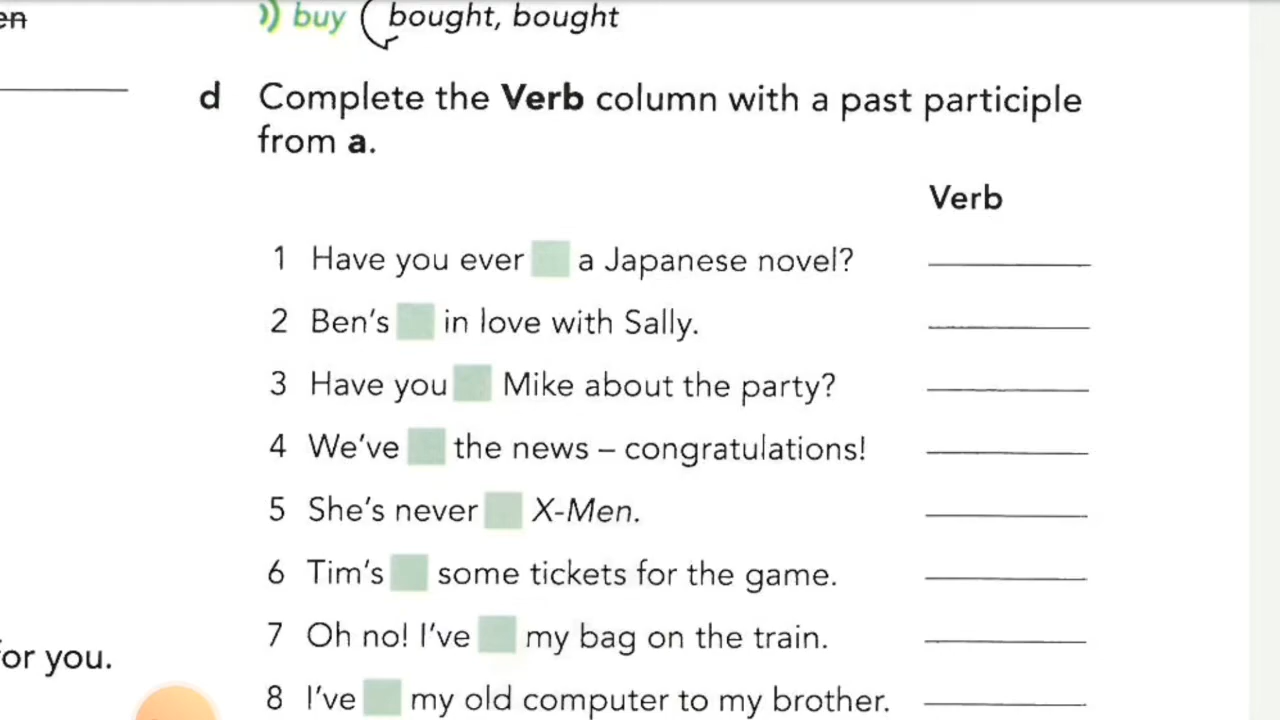 en
buy bought, bought
d Complete the Verb column with a past participle
from a.
Verb
1 Have you ever a Japanese novel?
2 Ben's in love with Sally.
3 Have you Mike about the party?
4 We've the news – congratulations!
5 She's never X-Men.
6 Tim's some tickets for the game.
7 Oh no! I've my bag on the train.
for you.
8 I've my old computer to my brother.